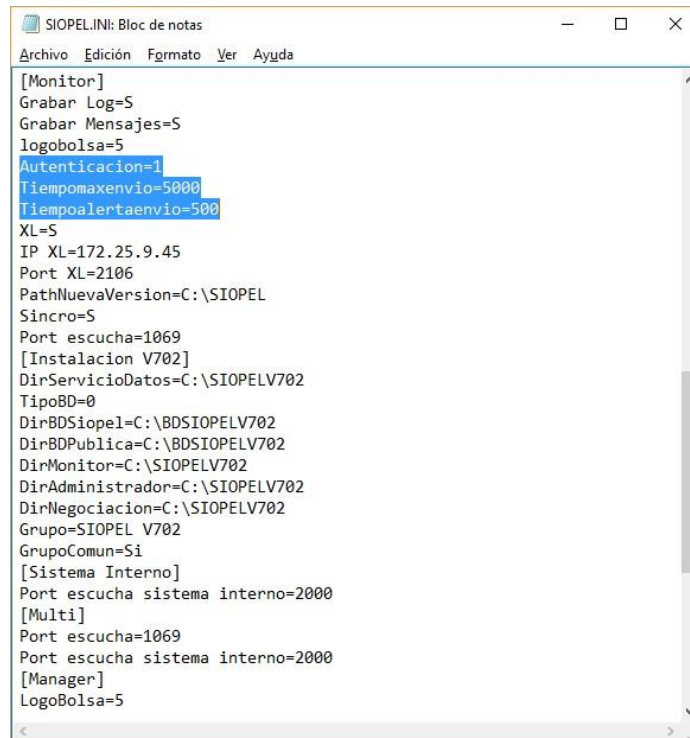 SIOPEL.INI: Bloc de notas
Archivo Edición Formato Ver Ayuda
[Monitor]
Grabar Log=S
Grabar Mensajes=S
logobolsa=5
Autenticacion=1
Tiempomaxenvio=5000
Tiempoalertaenvio=500
XL=S
IP XL=172.25.9.45
Port XL=2106
PathNuevaVersion=C:\SIOPEL
Sincro=S
Port escucha=1069
[Instalacion V702]
DirServicioDatos=C:\SIOPELV702
TipoBD=0
DirBDSiopel=C:\BDSIOPELV702
DirBDPublica=C:\BDSIOPELV702
DirMonitor=C:\SIOPELV702
DirAdministrador=C:\SIOPELV702
DirNegociacion=C:\SIOPELV702
Grupo=SIOPEL V702
GrupoComun=Si
[Sistema Interno]
Port escucha sistema interno=2000
[Multi]
Port escucha=1069
Port escucha sistema interno=2000
[Manager]
LogoBolsa=5